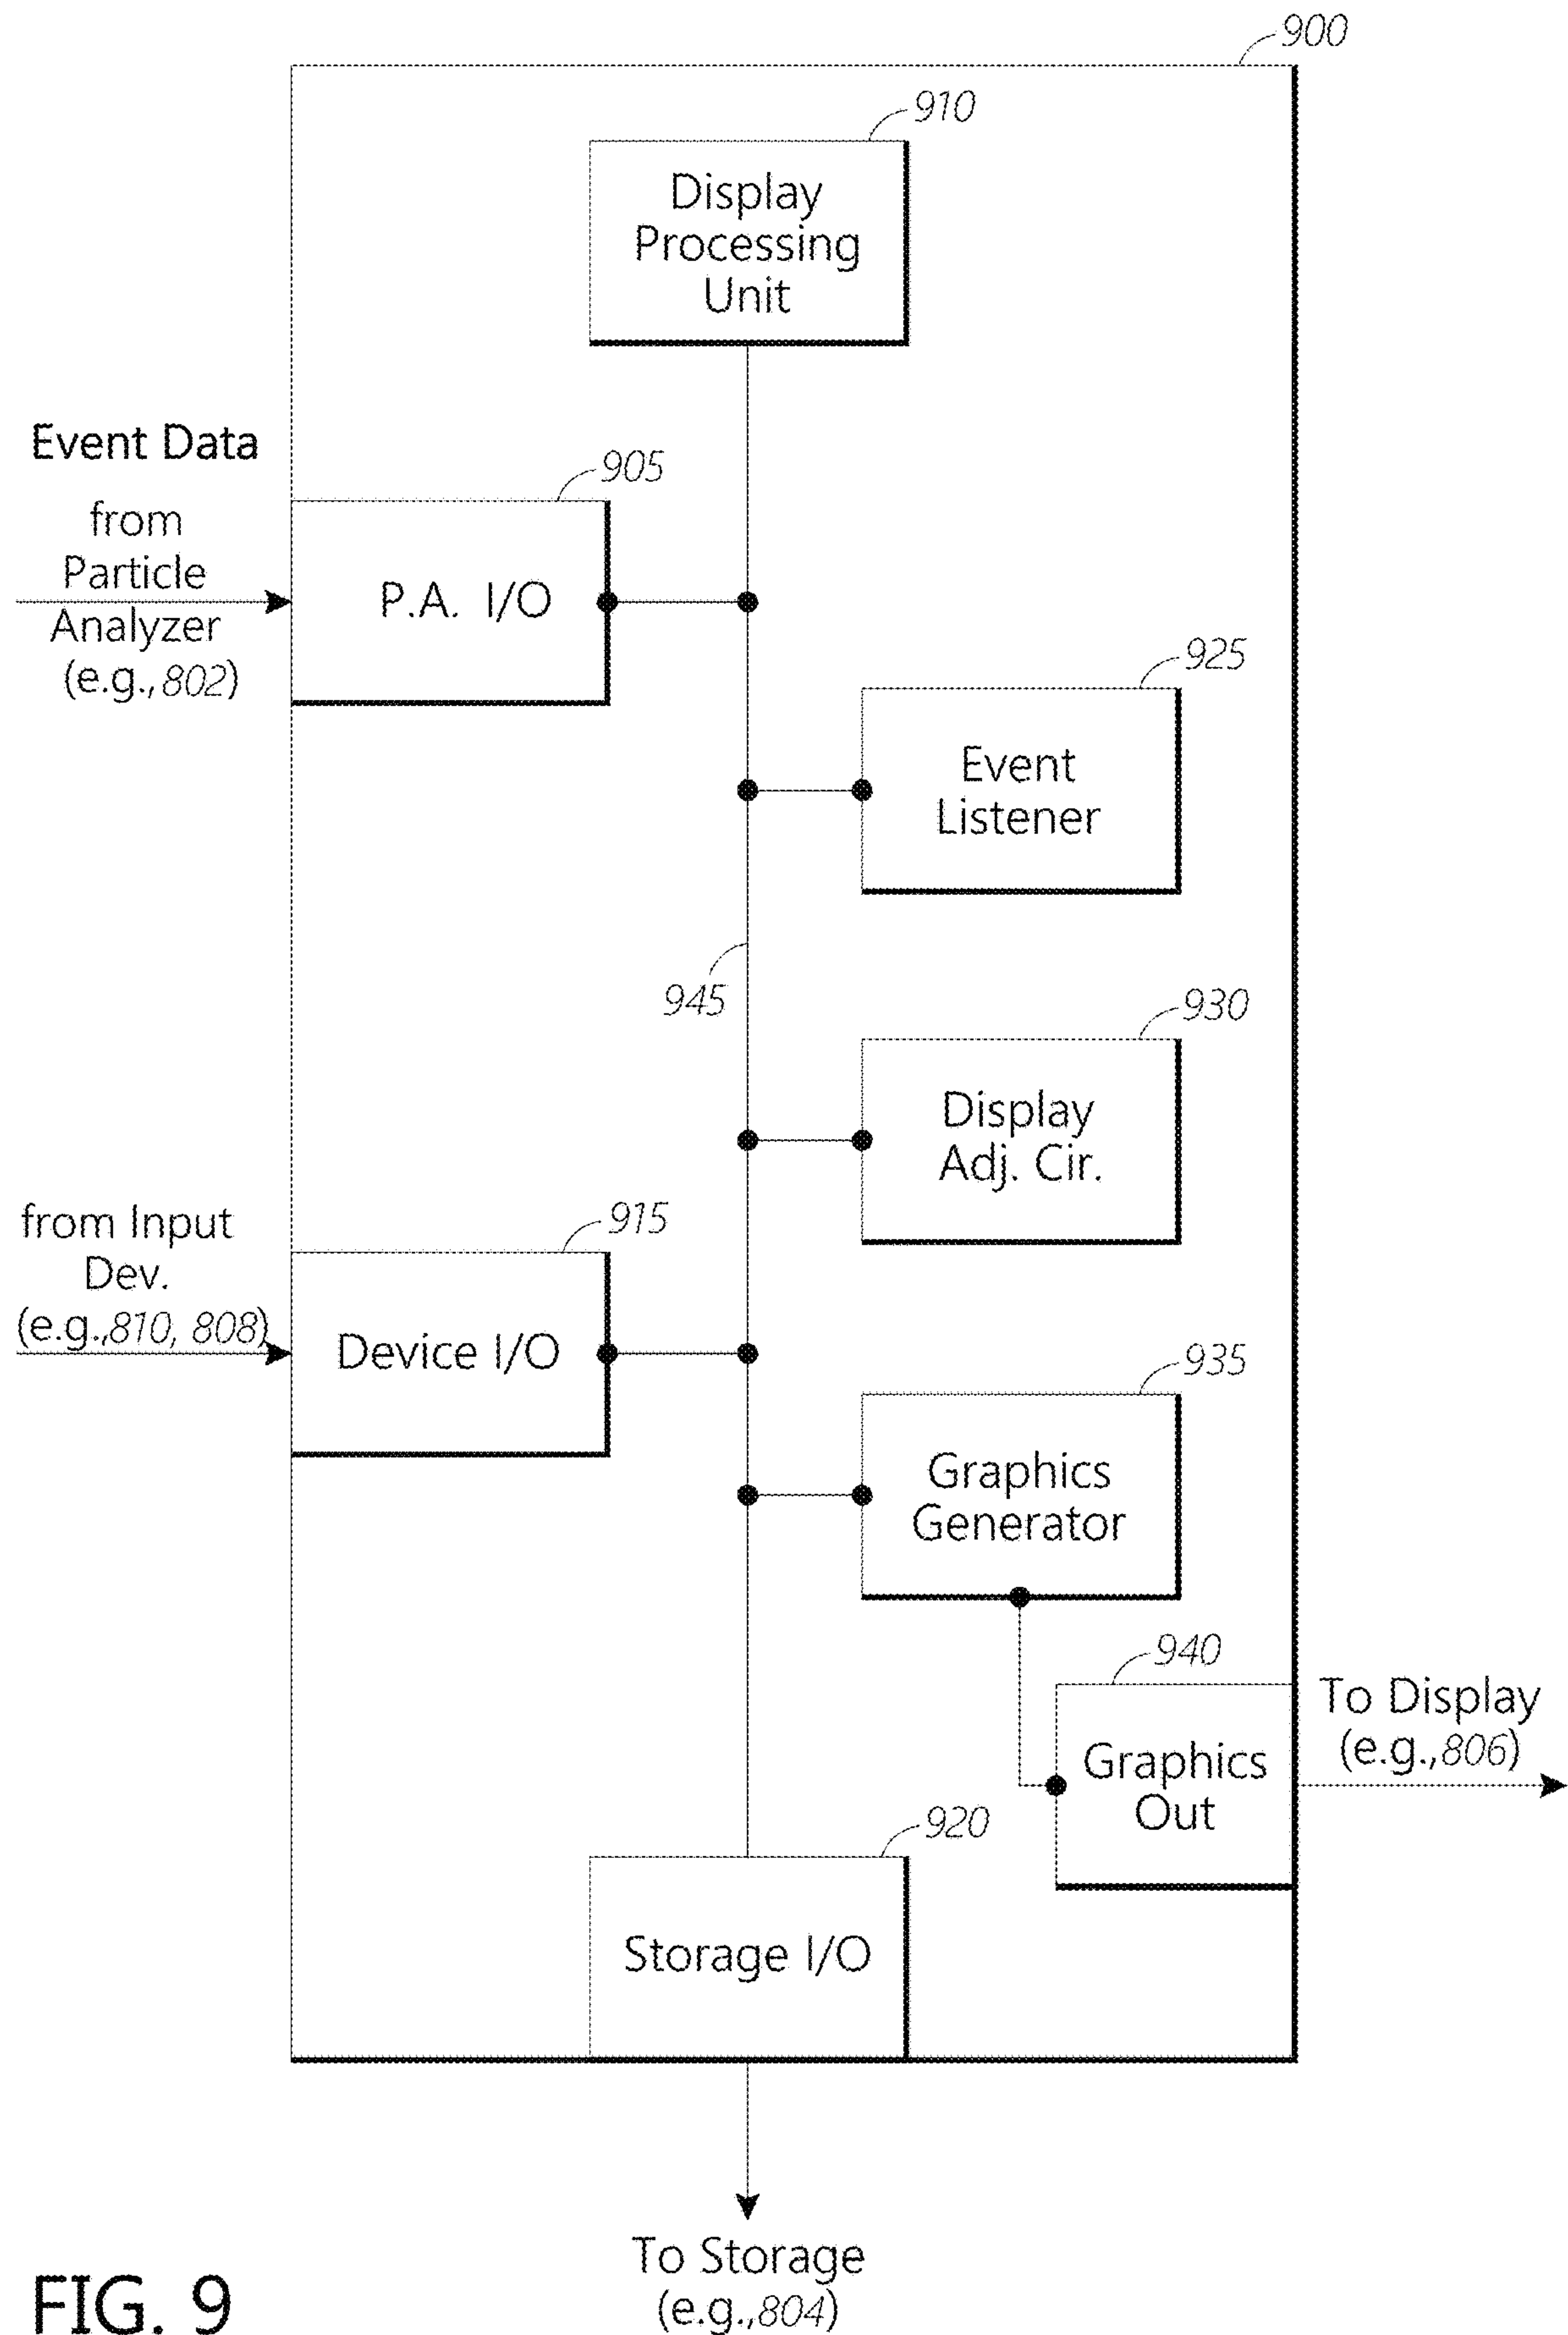 900
910
Display
Processing
Unit
Event Data
from
Particle
Analyzer
(e.g.,802)
905
P.A. I/O
925
Event
Listener
945
930
Display
Adj. Cir.
from Input
Dev.
(e.g.,810, 808)
915
Device I/O
935
Graphics
Generator
940
Graphics
Out
To Display
(e.g.,806)
920
Storage I/O
To Storage
(e.g.,804)
FIG. 9